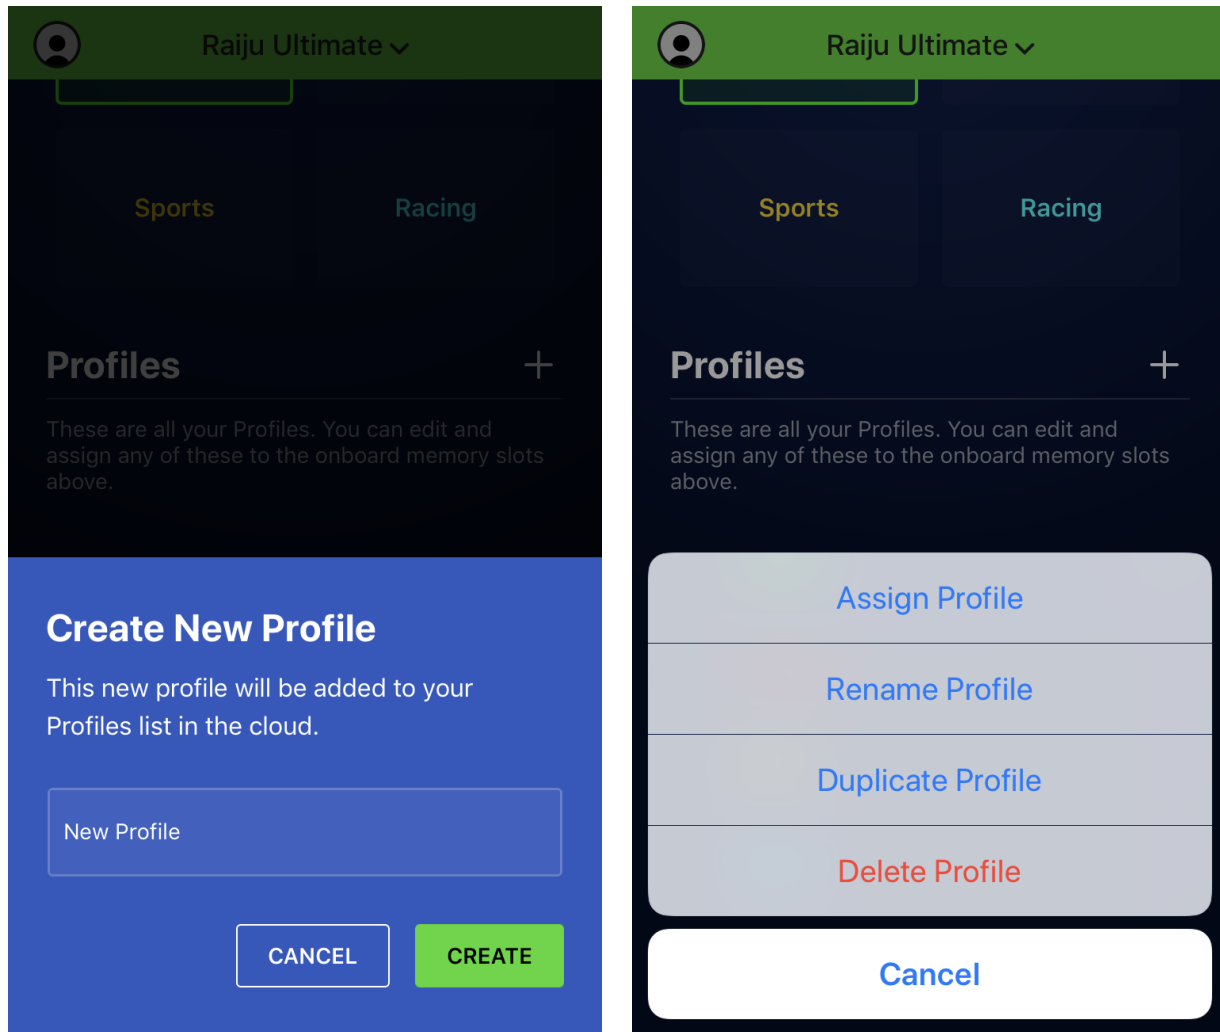 Raiju Ultimate
Sports
Racing
Profiles
These are all your Profiles. You can edit and
assign any of these to the onboard memory slots
above.
Create New Profile
This new profile will be added to your
Profiles list in the cloud.
New Profile
CANCEL
CREATE
Raiju Ultimate
Sports
Racing
Profiles
These are all your Profiles. You can edit and
assign any of these to the onboard memory slots
above.
Assign Profile
Rename Profile
Duplicate Profile
Delete Profile
Cancel